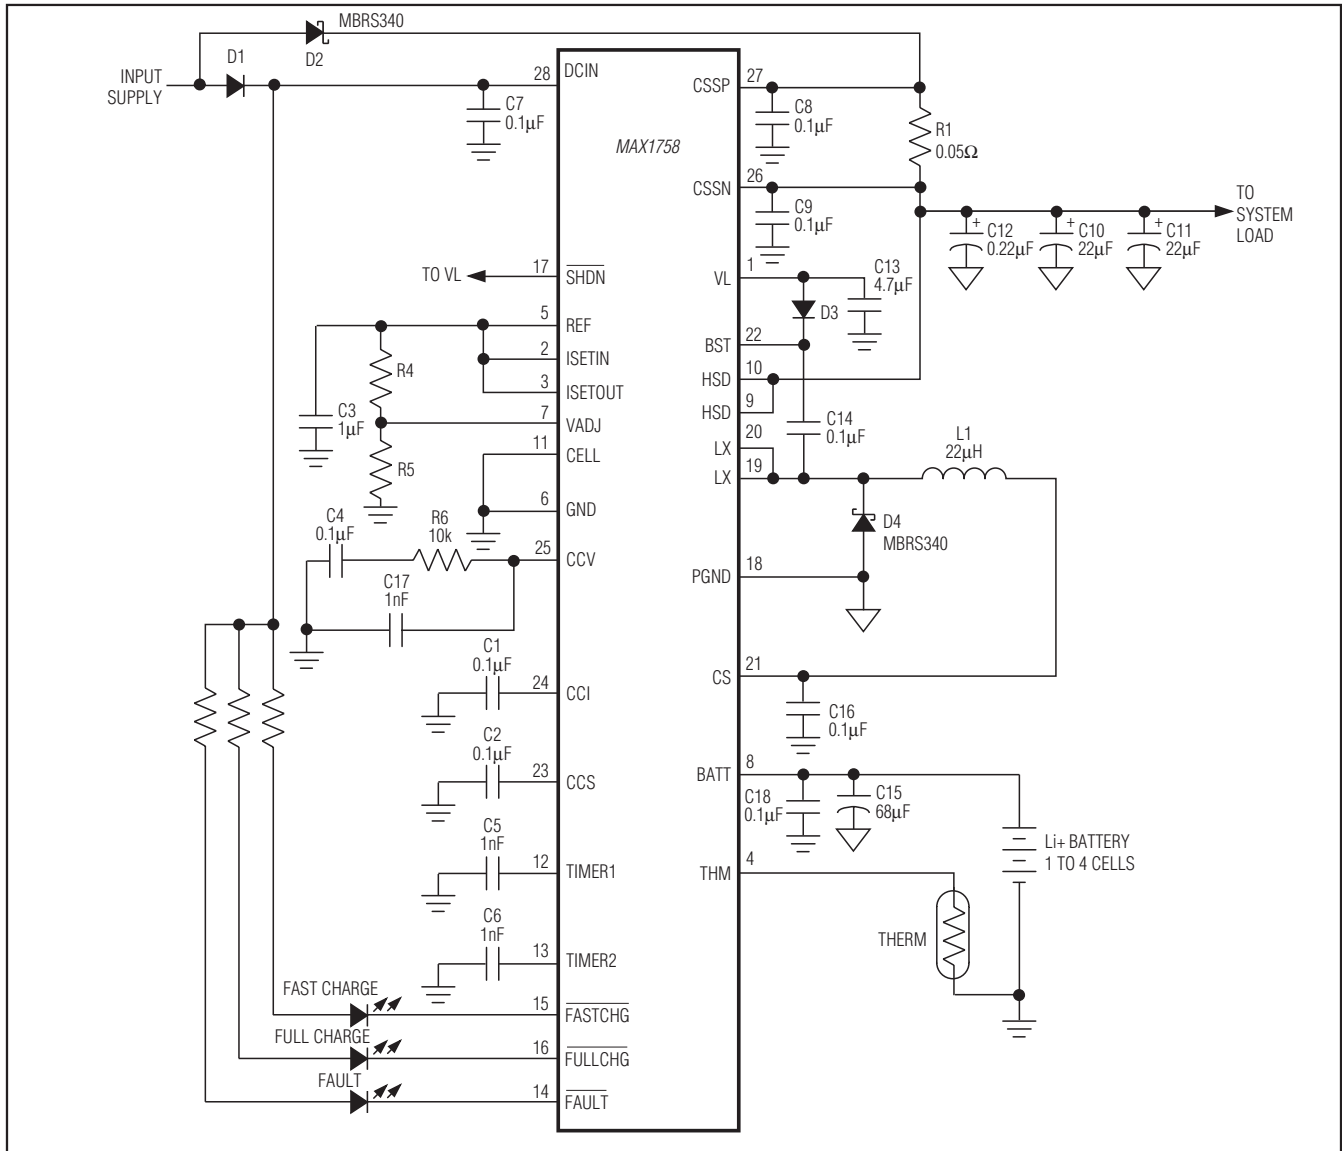 MBRS340
D1
D2
INPUT
SUPPLY
28
DCIN
C7
0.1µF
MAX1758
27
CSSP
C8
0.1µF
R1
0.05Ω
26
CSSN
C9
0.1µF
TO
SYSTEM
LOAD
+
C12
0.22µF
+
C10
22µF
+
C11
22µF
TO VL
17
SHDN
1
VL
C13
4.7µF
D3
5
REF
2
ISETIN
3
ISETOUT
R4
C3
1µF
7
VADJ
R5
11
CELL
6
GND
22
BST
10
HSD
9
HSD
20
LX
19
LX
C14
0.1µF
L1
22µH
D4
MBRS340
C4
0.1µF
R6
10k
25
CCV
C17
1nF
18
PGND
C1
0.1µF
24
CCI
21
CS
C16
0.1µF
C2
0.1µF
23
CCS
8
BATT
C18
0.1µF
C15
68µF
Li+ BATTERY
1 TO 4 CELLS
C5
1nF
12
TIMER1
4
THM
THERM
C6
1nF
13
TIMER2
FAST CHARGE
15
FASTCHG
FULL CHARGE
16
FULLCHG
FAULT
14
FAULT